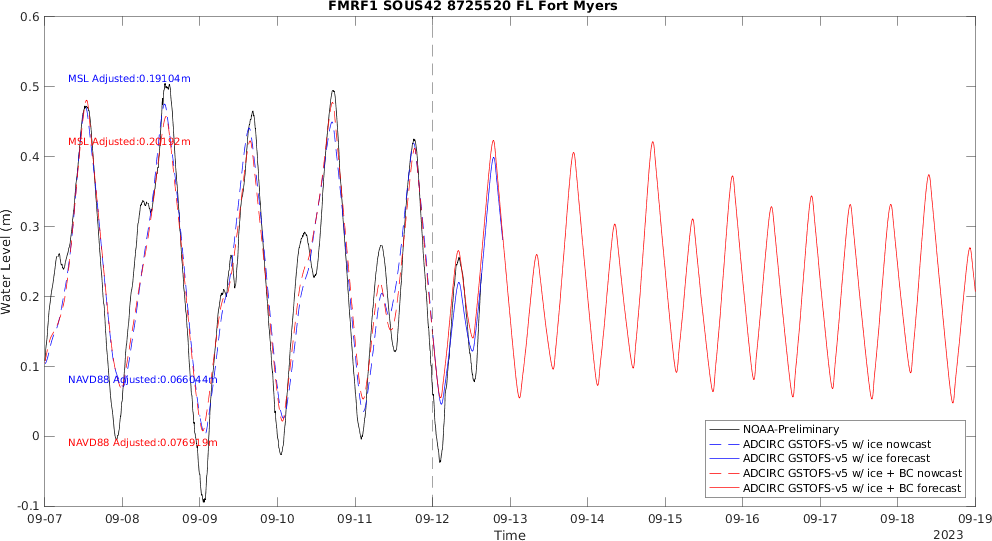 FMRF1 SOUS42 8725520 FL Fort Myers
0.6
0.5
0.4
0.3
0.2
0.1
0
-0.1
Water Level (m)
MSL Adjusted:0.19104m
MSL Adjusted:0.20192m
NAVD88 Adjusted:0.066044m
NAVD88 Adjusted:0.076919m
NOAA-Preliminary
ADCIRC GSTOFS-v5 w/ ice nowcast
ADCIRC GSTOFS-v5 w/ ice forecast
ADCIRC GSTOFS-v5 w/ ice + BC nowcast
ADCIRC GSTOFS-v5 w/ ice + BC forecast
09-07 09-08 09-09 09-10 09-11 09-12 09-13 09-14 09-15 09-16 09-17 09-18 09-19
Time
2023